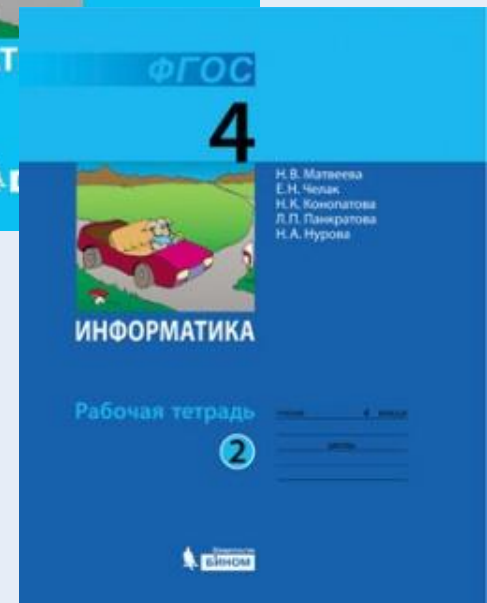 Т
ФГОС
4
Н.В. Матвеева
Е.Н. Челак
Н.К. Конопатова
Л.П. Панкратова
Н.А. Нурова
ИНФОРМАТИКА
Рабочая тетрадь
2
БИНОМ